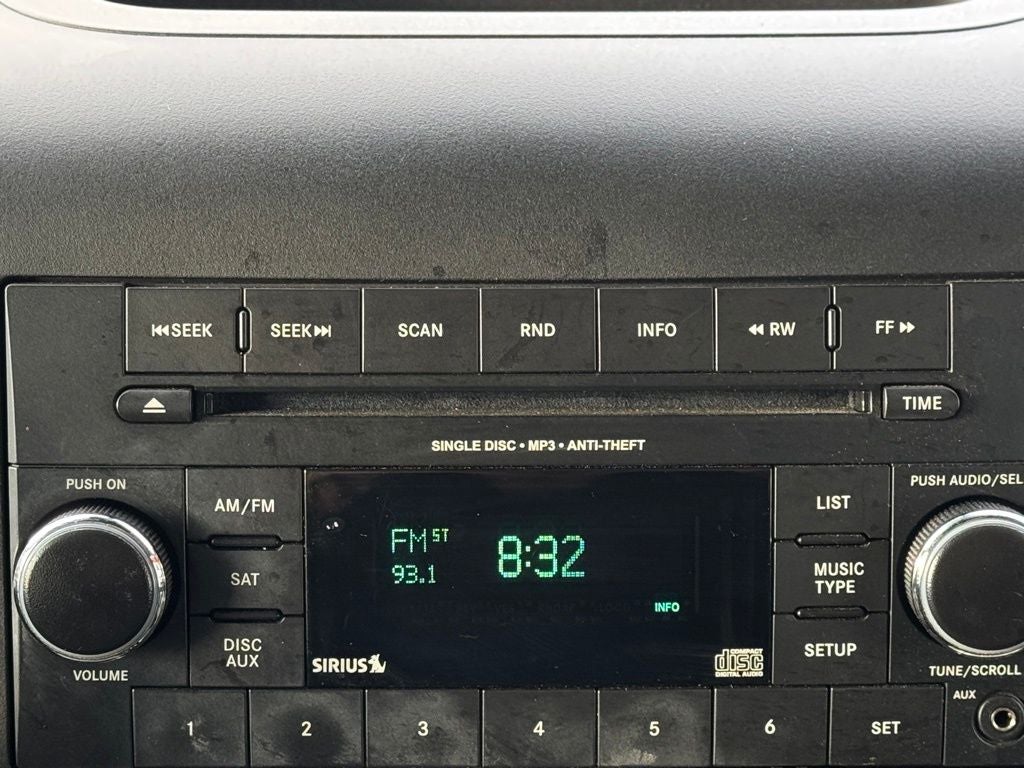 ⏮SEEK SEEK⏭ SCAN RND INFO ◀◀ RW FF ▶▶
TIME
SINGLE DISC • MP3 • ANTI-THEFT
PUSH ON
PUSH AUDIO/SEL
AM/FM
LIST
FM ST 8:32
93.1
SAT
MUSIC
TYPE
INFO
DISC
AUX
SETUP
SIRIUS
COMPACT
disc
DIGITAL AUDIO
VOLUME
TUNE/SCROLL
AUX
1 2 3 4 5 6 SET